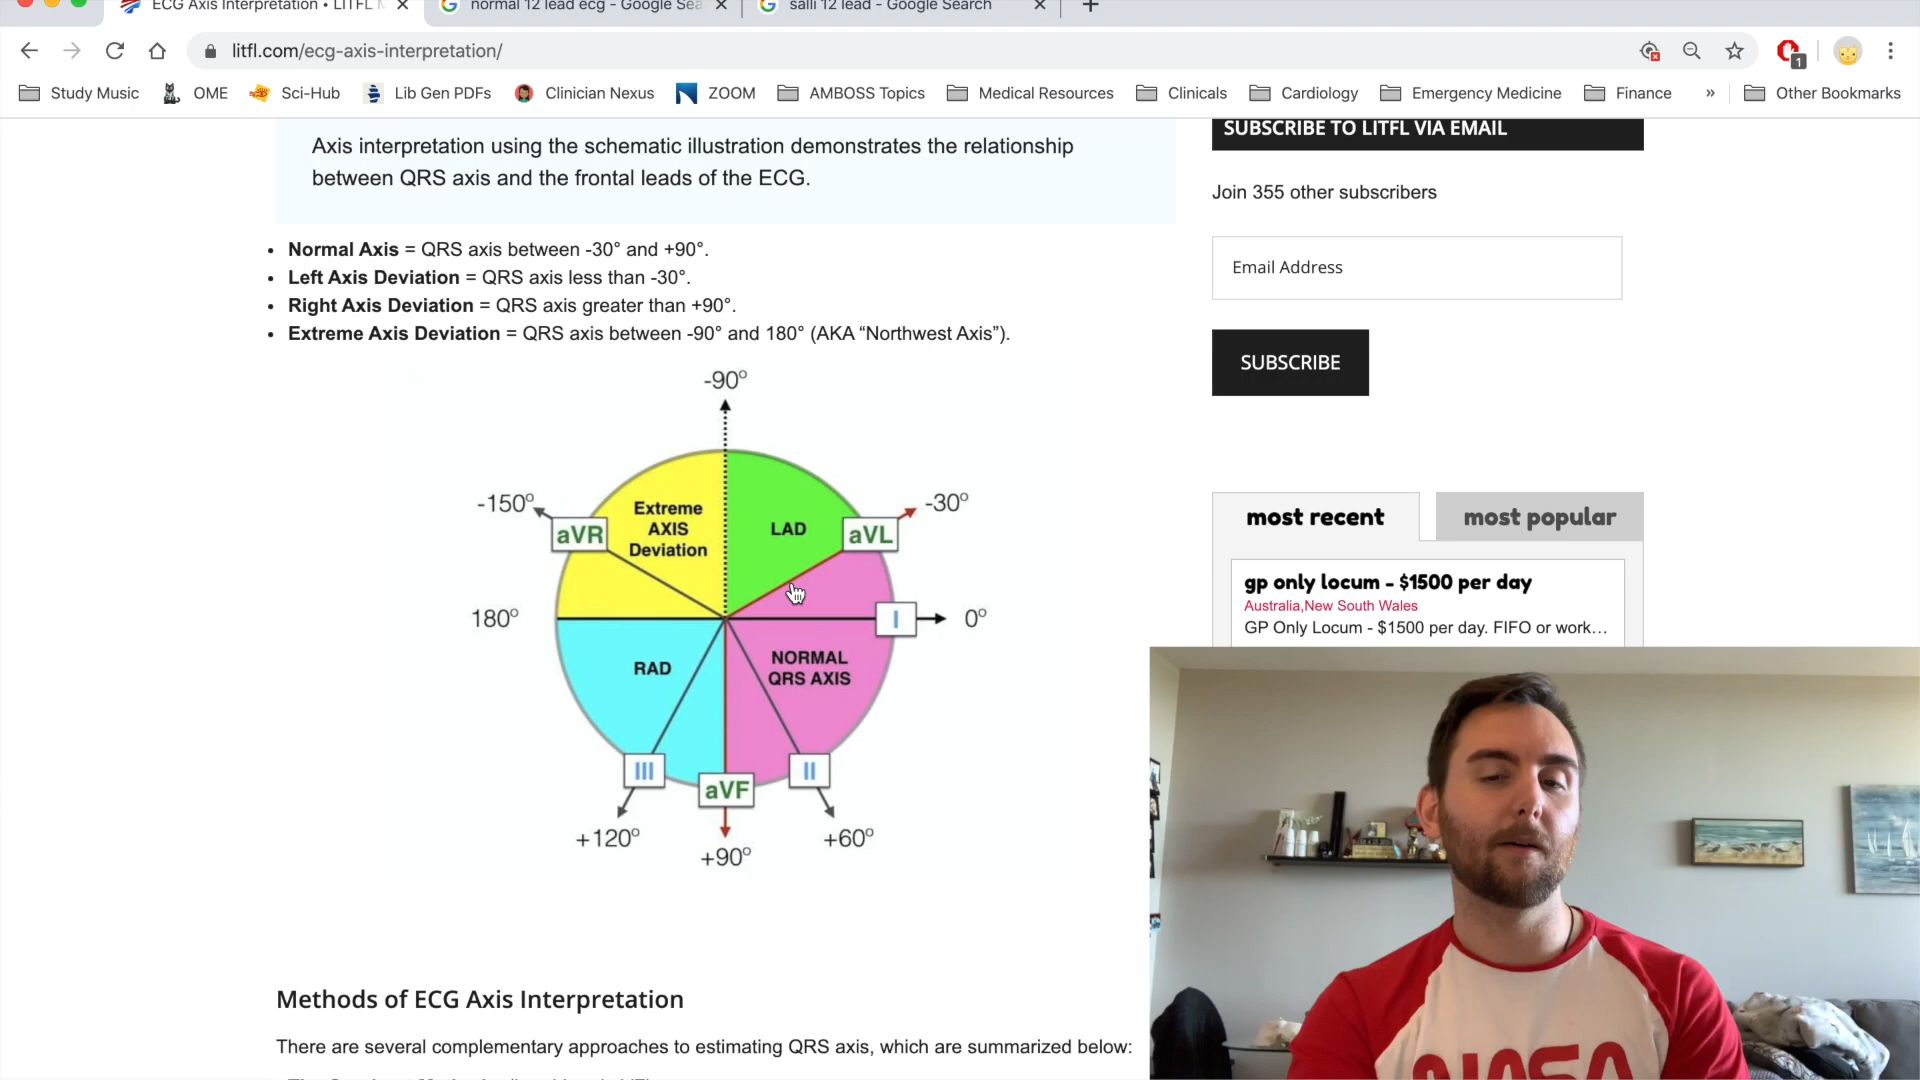 ECG Axis Interpretation • LITFL
normal 12 lead ecg - Google Sea
salli 12 lead - Google Search
litfl.com/ecg-axis-interpretation/
1
Study Music
OME
Sci-Hub
Lib Gen PDFs
Clinician Nexus
ZOOM
AMBOSS Topics
Medical Resources
Clinicals
Cardiology
Emergency Medicine
Finance
»
Other Bookmarks
Axis interpretation using the schematic illustration demonstrates the relationship
between QRS axis and the frontal leads of the ECG.
• Normal Axis = QRS axis between -30° and +90°.
• Left Axis Deviation = QRS axis less than -30°.
• Right Axis Deviation = QRS axis greater than +90°.
• Extreme Axis Deviation = QRS axis between -90° and 180° (AKA “Northwest Axis”).
-90°
-150°
aVR
Extreme
AXIS
Deviation
LAD
aVL
-30°
180°
I
0°
RAD
NORMAL
QRS AXIS
III
aVF
II
+120°
+90°
+60°
Methods of ECG Axis Interpretation
There are several complementary approaches to estimating QRS axis, which are summarized below:
SUBSCRIBE TO LITFL VIA EMAIL
Join 355 other subscribers
Email Address
SUBSCRIBE
most recent
most popular
gp only locum - $1500 per day
Australia,New South Wales
GP Only Locum - $1500 per day. FIFO or work…
NASA